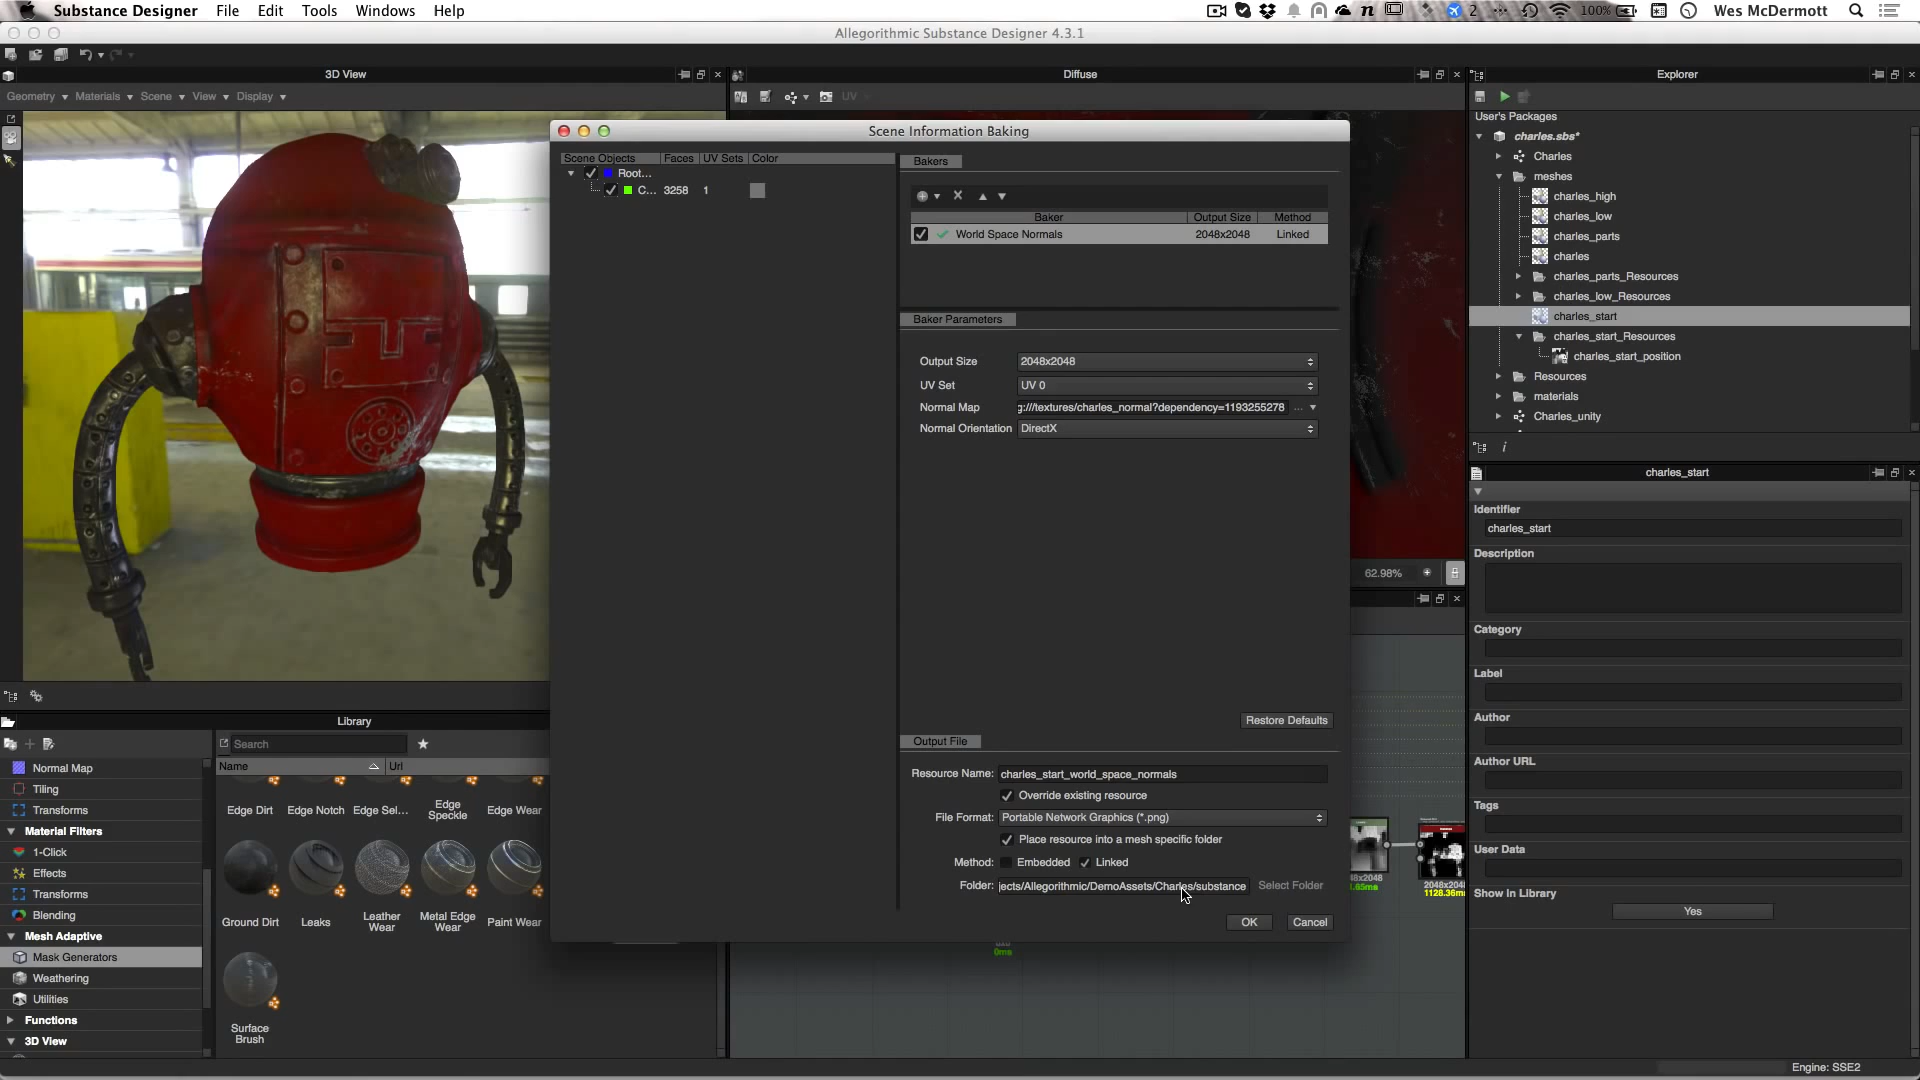 Substance Designer File Edit Tools Windows Help
2 100% Wes McDermott
Allegorithmic Substance Designer 4.3.1
3D View
Geometry Materials Scene View Display
Diffuse
UV
Explorer
User's Packages
charles.sbs*
Charles
meshes
charles_high
charles_low
charles_parts
charles
charles_parts_Resources
charles_low_Resources
charles_start
charles_start_Resources
charles_start_position
Resources
materials
Charles_unity
Scene Information Baking
Scene Objects Faces UV Sets Color
Root...
C... 3258 1
Bakers
Baker Output Size Method
World Space Normals 2048x2048 Linked
Baker Parameters
Output Size 2048x2048
UV Set UV 0
Normal Map g:///textures/charles_normal?dependency=1193255278 ...
Normal Orientation DirectX
Restore Defaults
Output File
Resource Name: charles_start_world_space_normals
Override existing resource
File Format: Portable Network Graphics (*.png)
Place resource into a mesh specific folder
Method: Embedded Linked
Folder: jects/Allegorithmic/DemoAssets/Charles/substance Select Folder
OK Cancel
62.98%
0ms
1128.36ms
charles_start
Identifier
charles_start
Description
Category
Label
Author
Author URL
Tags
User Data
Show In Library
Yes
Library
Search
Name Url
Normal Map
Tiling
Transforms
Material Filters
1-Click
Effects
Transforms
Blending
Mesh Adaptive
Mask Generators
Weathering
Utilities
Functions
3D View
Edge Dirt Edge Notch Edge Sel... Edge Speckle Edge Wear
Ground Dirt Leaks Leather Wear Metal Edge Wear Paint Wear
Surface Brush
Engine: SSE2